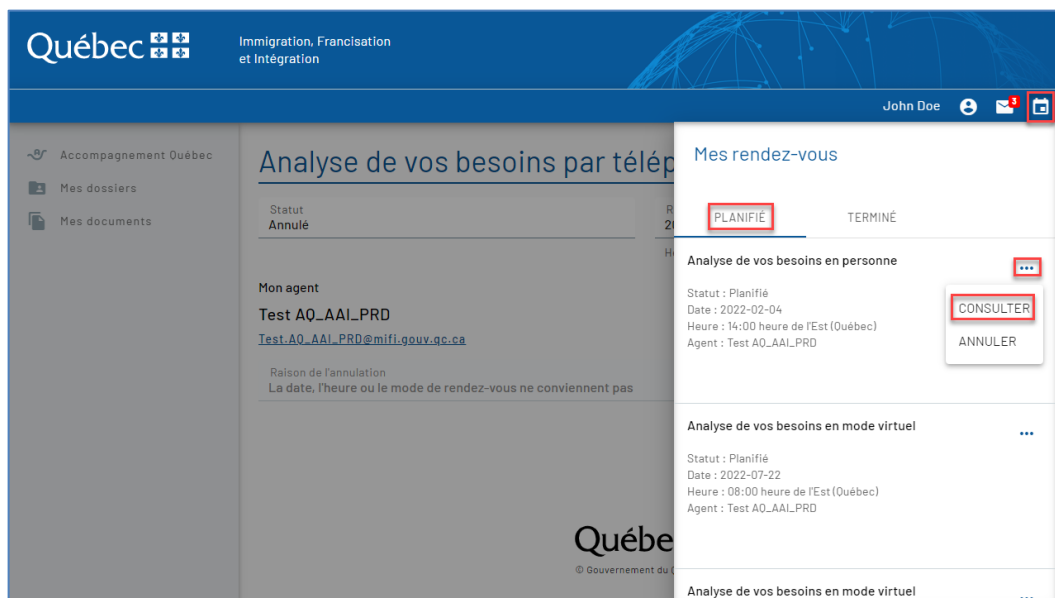 Québec
Immigration, Francisation
et Intégration
John Doe
3
Accompagnement Québec
Mes dossiers
Mes documents
Analyse de vos besoins par télép
Statut
Annulé
R
20
Mon agent
Test AQ_AAI_PRD
Test.AQ_AAI_PRD@mifi.gouv.qc.ca
Raison de l'annulation
La date, l'heure ou le mode de rendez-vous ne conviennent pas
Québe
© Gouvernement du
Mes rendez-vous
PLANIFIÉ
TERMINÉ
Analyse de vos besoins en personne
...
Statut : Planifié
Date : 2022-02-04
Heure : 14:00 heure de l'Est (Québec)
Agent : Test AQ_AAI_PRD
CONSULTER
ANNULER
Analyse de vos besoins en mode virtuel
...
Statut : Planifié
Date : 2022-07-22
Heure : 08:00 heure de l'Est (Québec)
Agent : Test AQ_AAI_PRD
Analyse de vos besoins en mode virtuel
...